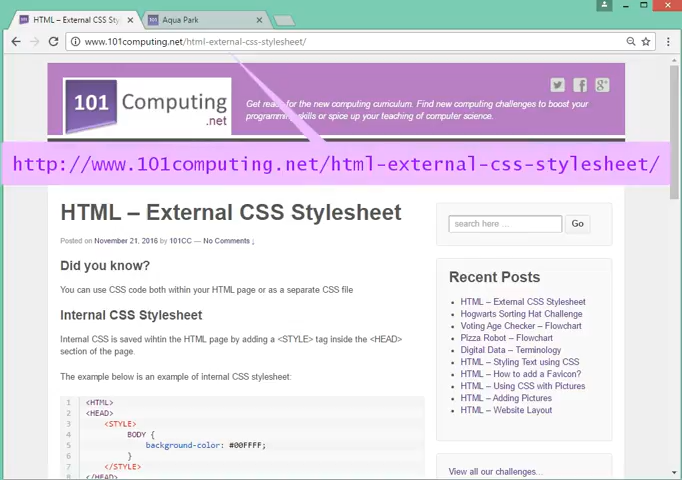 HTML – External CSS Sty
Aqua Park
www.101computing.net/html-external-css-stylesheet/
101 Computing
.net
Get ready for the new computing curriculum. Find new computing challenges to boost your
programming skills or spice up your teaching of computer science.
http://www.101computing.net/html-external-css-stylesheet/
HTML – External CSS Stylesheet
Posted on November 21, 2016 by 101CC — No Comments ↓
Did you know?
You can use CSS code both within your HTML page or as a separate CSS file
Internal CSS Stylesheet
Internal CSS is saved wihtin the HTML page by adding a <STYLE> tag inside the <HEAD>
section of the page.
The example below is an example of internal CSS stylesheet:
1 <HTML>
2 <HEAD>
3 <STYLE>
4 BODY {
5 background-color: #00FFFF;
6 }
7 </STYLE>
8 </HEAD>
search here ... Go
Recent Posts
HTML – External CSS Stylesheet
Hogwarts Sorting Hat Challenge
Voting Age Checker – Flowchart
Pizza Robot – Flowchart
Digital Data – Terminology
HTML – Styling Text using CSS
HTML – How to add a Favicon?
HTML – Using CSS with Pictures
HTML – Adding Pictures
HTML – Website Layout
View all our challenges...